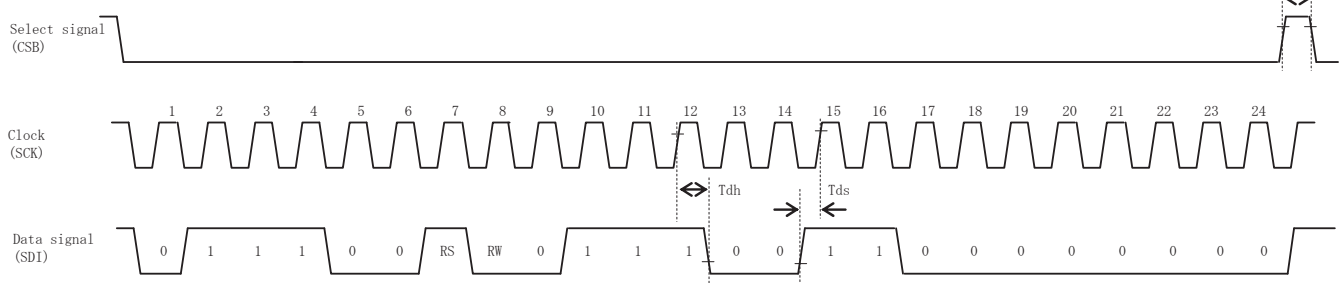 Select signal
(CSB)
1 2 3 4 5 6 7 8 9 10 11 12 13 14 15 16 17 18 19 20 21 22 23 24
Clock
(SCK)
Tdh Tds
Data signal
(SDI)
0 1 1 1 0 0 RS RW 0 1 1 1 0 0 1 1 0 0 0 0 0 0 0 0